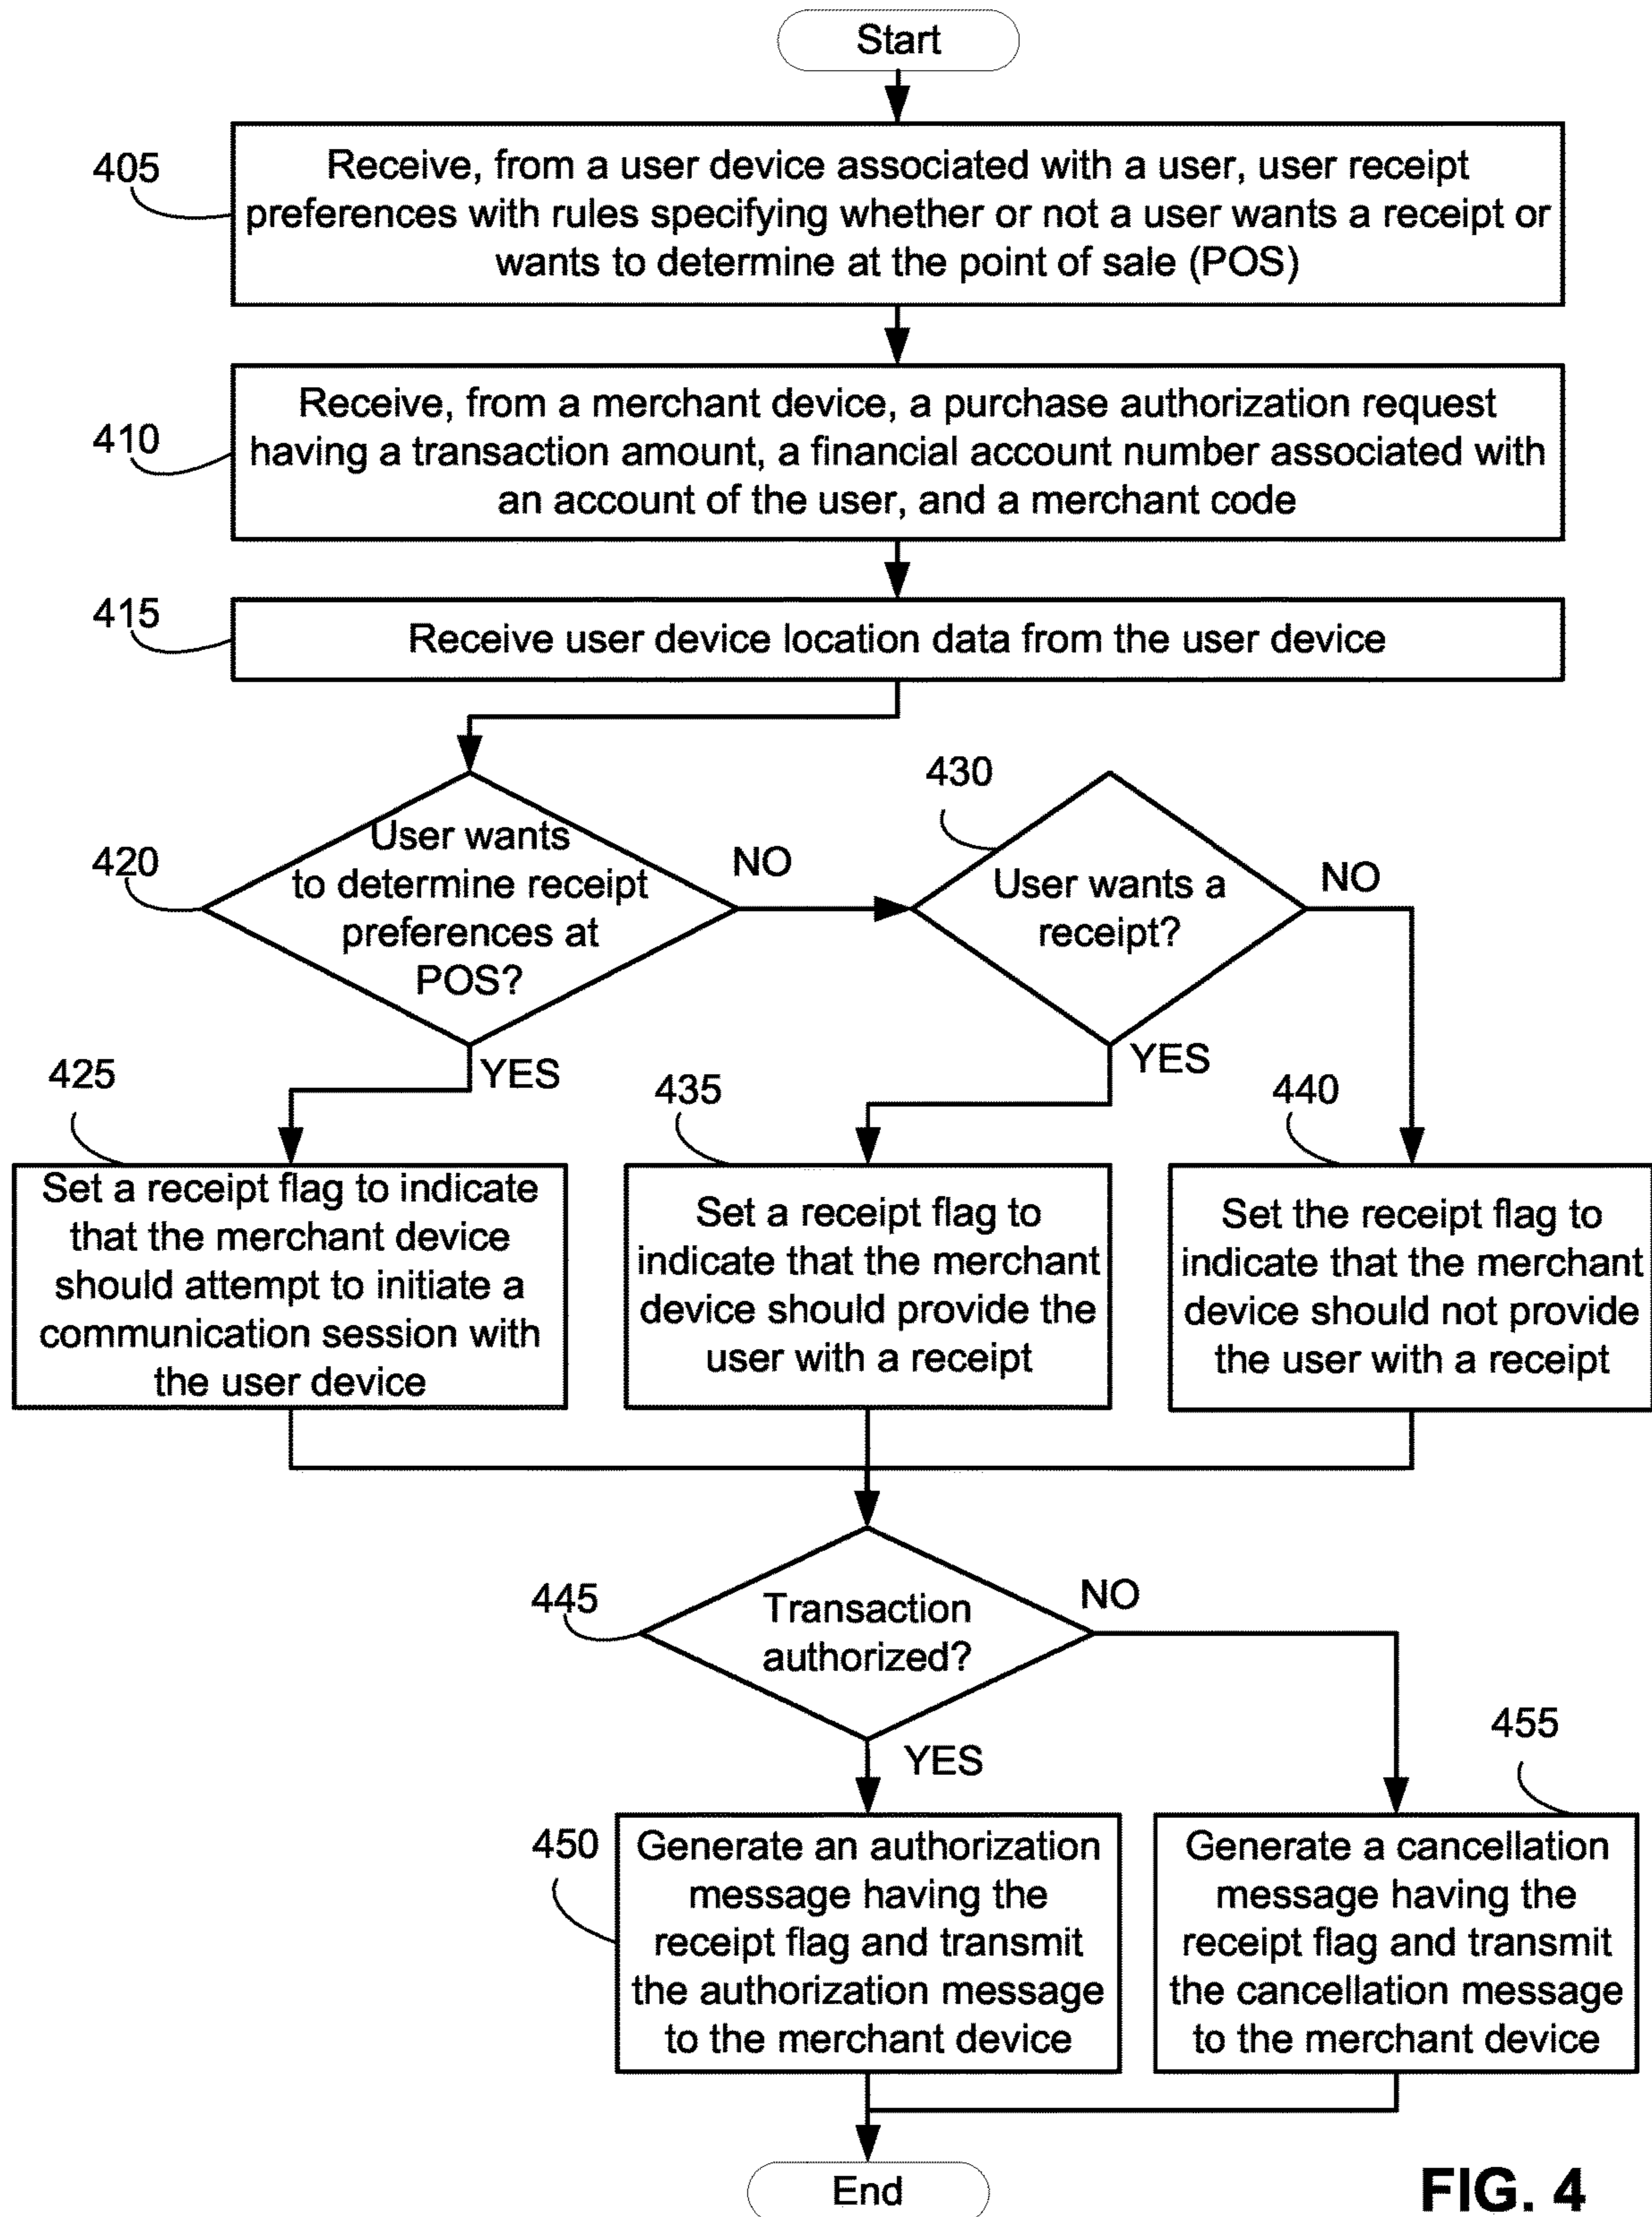 Start
405
Receive, from a user device associated with a user, user receipt
preferences with rules specifying whether or not a user wants a receipt or
wants to determine at the point of sale (POS)
410
Receive, from a merchant device, a purchase authorization request
having a transaction amount, a financial account number associated with
an account of the user, and a merchant code
415
Receive user device location data from the user device
420
User wants
to determine receipt
preferences at
POS?
NO
YES
430
User wants a
receipt?
NO
YES
425
Set a receipt flag to indicate
that the merchant device
should attempt to initiate a
communication session with
the user device
435
Set a receipt flag to
indicate that the merchant
device should provide the
user with a receipt
440
Set the receipt flag to
indicate that the merchant
device should not provide
the user with a receipt
445
Transaction
authorized?
NO
YES
450
Generate an authorization
message having the
receipt flag and transmit
the authorization message
to the merchant device
455
Generate a cancellation
message having the
receipt flag and transmit
the cancellation message
to the merchant device
End
FIG. 4